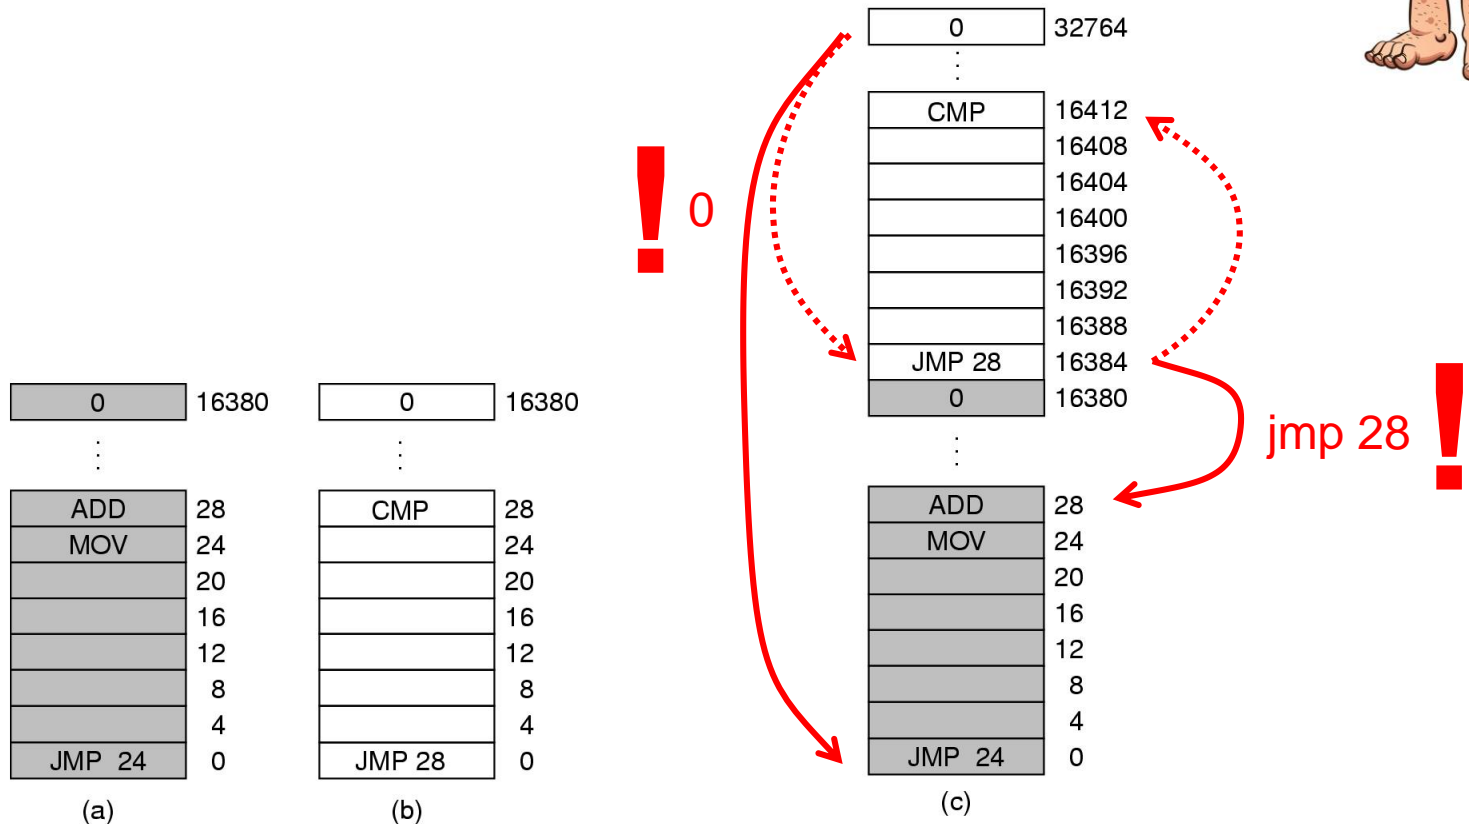 0 16380
ADD 28
MOV 24
20
16
12
8
4
JMP 24 0
(a)
0 16380
CMP 28
24
20
16
12
8
4
JMP 28 0
(b)
! 0
0 32764
CMP 16412
16408
16404
16400
16396
16392
16388
JMP 28 16384
0 16380
ADD 28
MOV 24
20
16
12
8
4
JMP 24 0
(c)
jmp 28 !